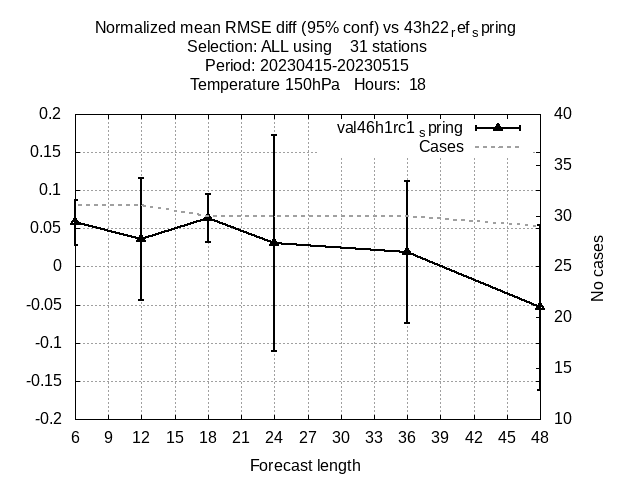 Normalized mean RMSE diff (95% conf) vs 43h22refspring
Selection: ALL using    31 stations
Period: 20230415-20230515
Temperature 150hPa   Hours:  18
val46h1rc1spring
Cases
0.2
0.15
0.1
0.05
0
-0.05
-0.1
-0.15
-0.2
40
35
30
25
20
15
10
No cases
6 9 12 15 18 21 24 27 30 33 36 39 42 45 48
Forecast length